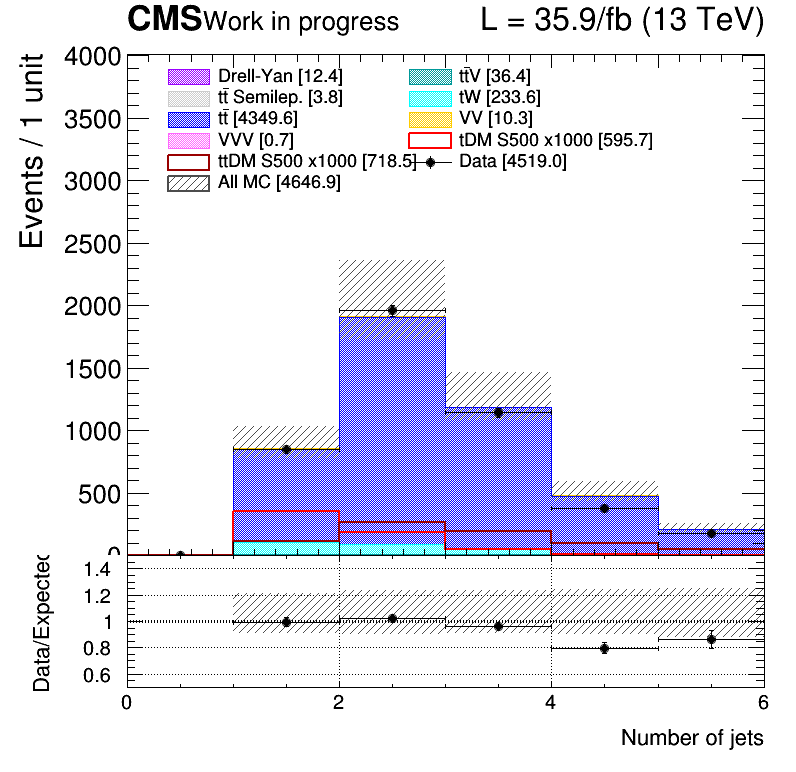 CMS Work in progress L = 35.9/fb (13 TeV)
Events / 1 unit
4000
3500
3000
2500
2000
1500
1000
500
0
Drell-Yan [12.4] tt̄V [36.4]
tt̄ Semilep. [3.8] tW [233.6]
tt̄ [4349.6] VV [10.3]
VVV [0.7] tDM S500 x1000 [595.7]
ttDM S500 x1000 [718.5] Data [4519.0]
All MC [4646.9]
Data/Expected
1.4
1.2
1
0.8
0.6
0 2 4 6
Number of jets